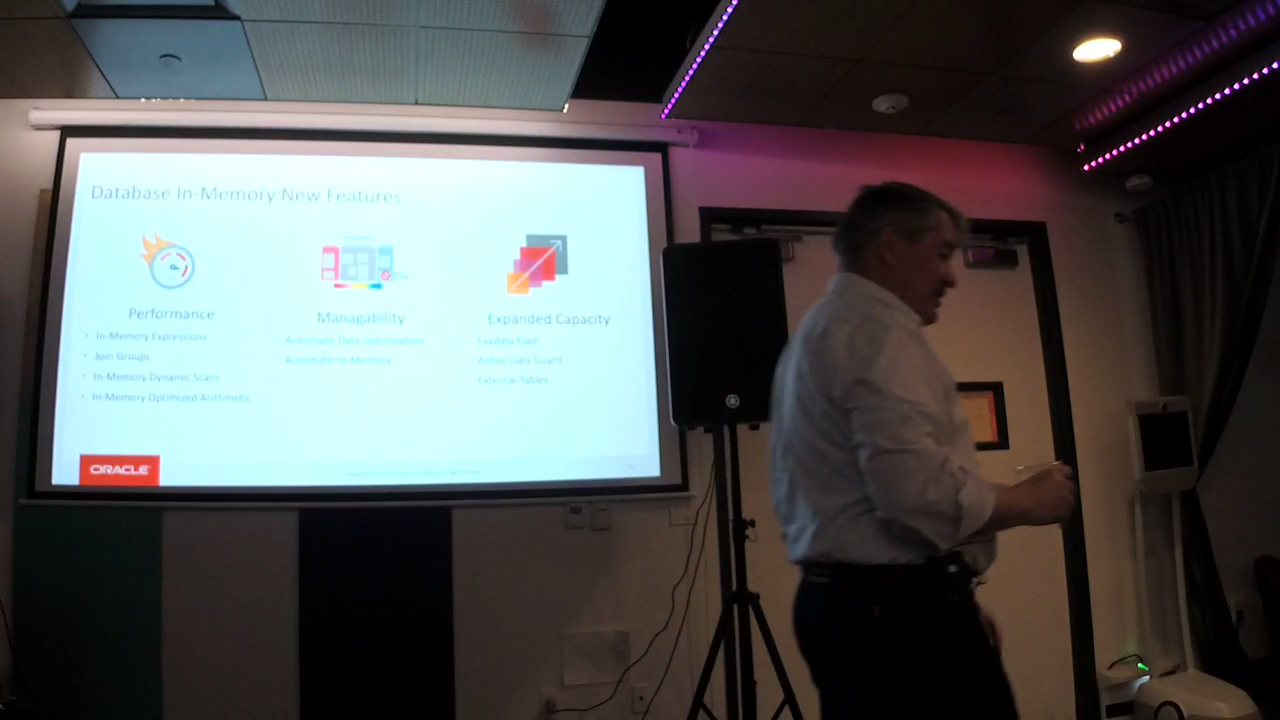 Database In-Memory New Features
Performance
In-Memory Expressions
Join Groups
In-Memory Dynamic Scans
In-Memory Optimized Arithmetic
Managability
Automatic Data Optimization
Automatic In-Memory
Expanded Capacity
Exadata Flash
Active Data Guard
External Tables
ORACLE